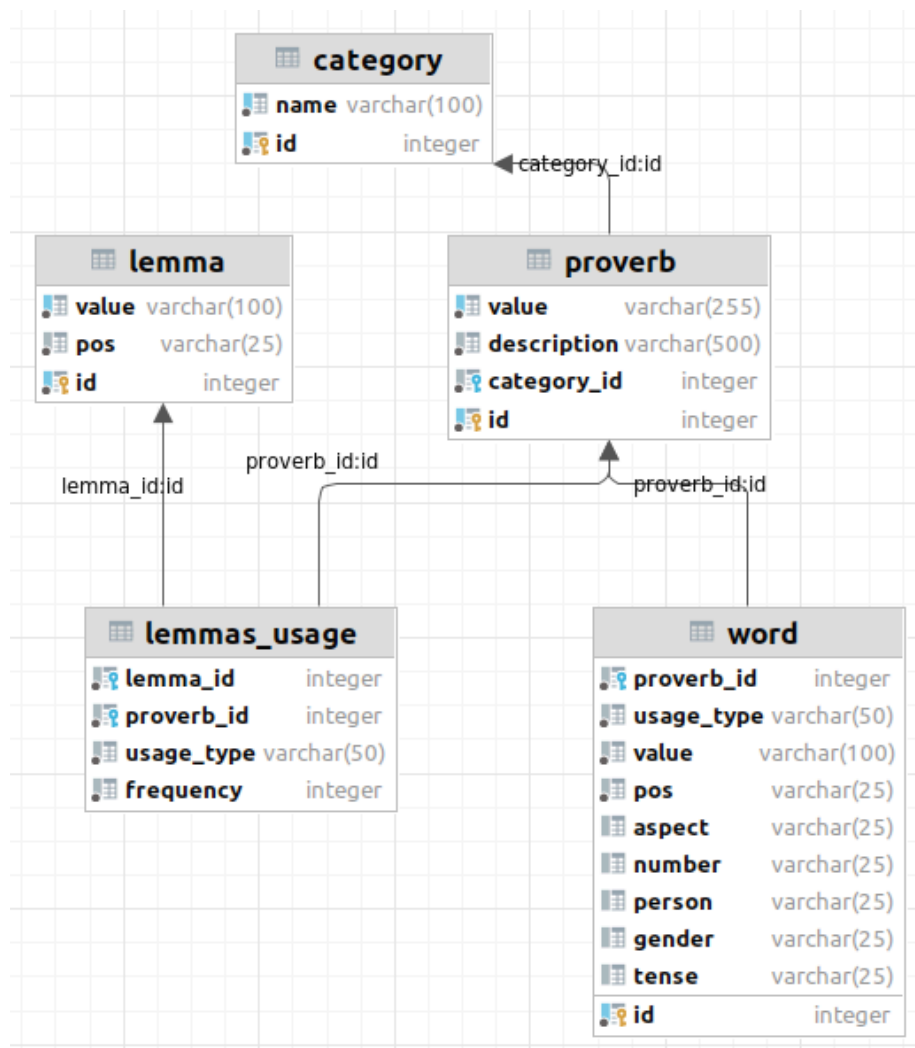 category
name varchar(100)
id integer
category_id:id
lemma
value varchar(100)
pos varchar(25)
id integer
proverb
value varchar(255)
description varchar(500)
category_id integer
id integer
proverb_id:id
lemma_id:id
proverb_id:id
lemmas_usage
lemma_id integer
proverb_id integer
usage_type varchar(50)
frequency integer
word
proverb_id integer
usage_type varchar(50)
value varchar(100)
pos varchar(25)
aspect varchar(25)
number varchar(25)
person varchar(25)
gender varchar(25)
tense varchar(25)
id integer